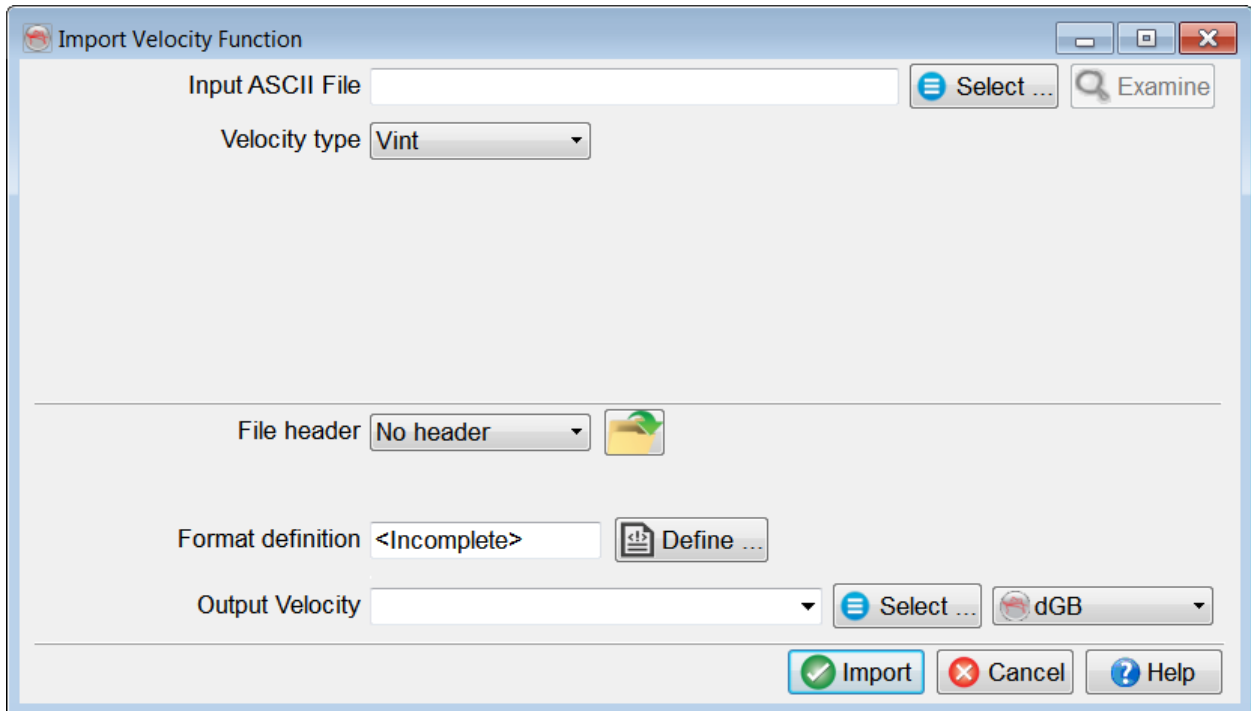 Import Velocity Function
Input ASCII File Select ... Examine
Velocity type Vint
File header No header
Format definition <Incomplete> Define ...
Output Velocity Select ... dGB
Import Cancel Help